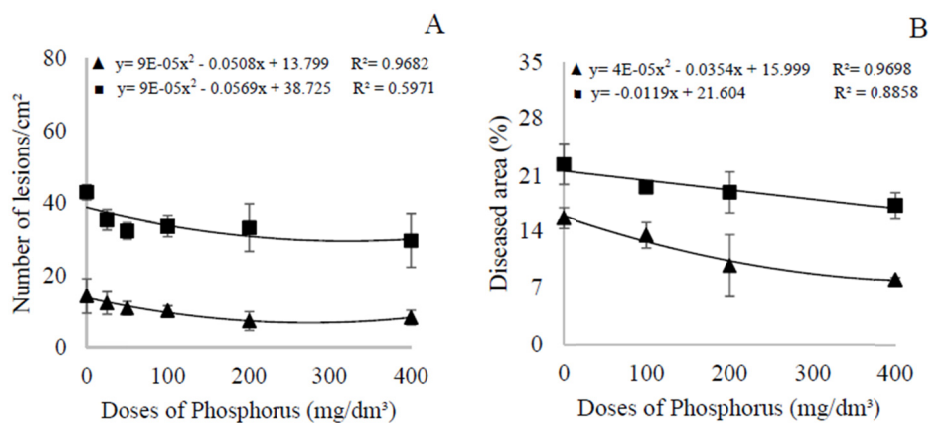 A
▲ y= 9E-05x² - 0.0508x + 13.799 R²= 0.9682
■ y= 9E-05x² - 0.0569x + 38.725 R² = 0.5971
Number of lesions/cm²
80
60
40
20
0
0 100 200 300 400
Doses of Phosphorus (mg/dm³)
B
▲ y= 4E-05x² - 0.0354x + 15.999 R² = 0.9698
■ y= -0.0119x + 21.604 R² = 0.8858
Diseased area (%)
35
28
21
14
7
0
0 100 200 300 400
Doses of Phosphorus (mg/dm³)